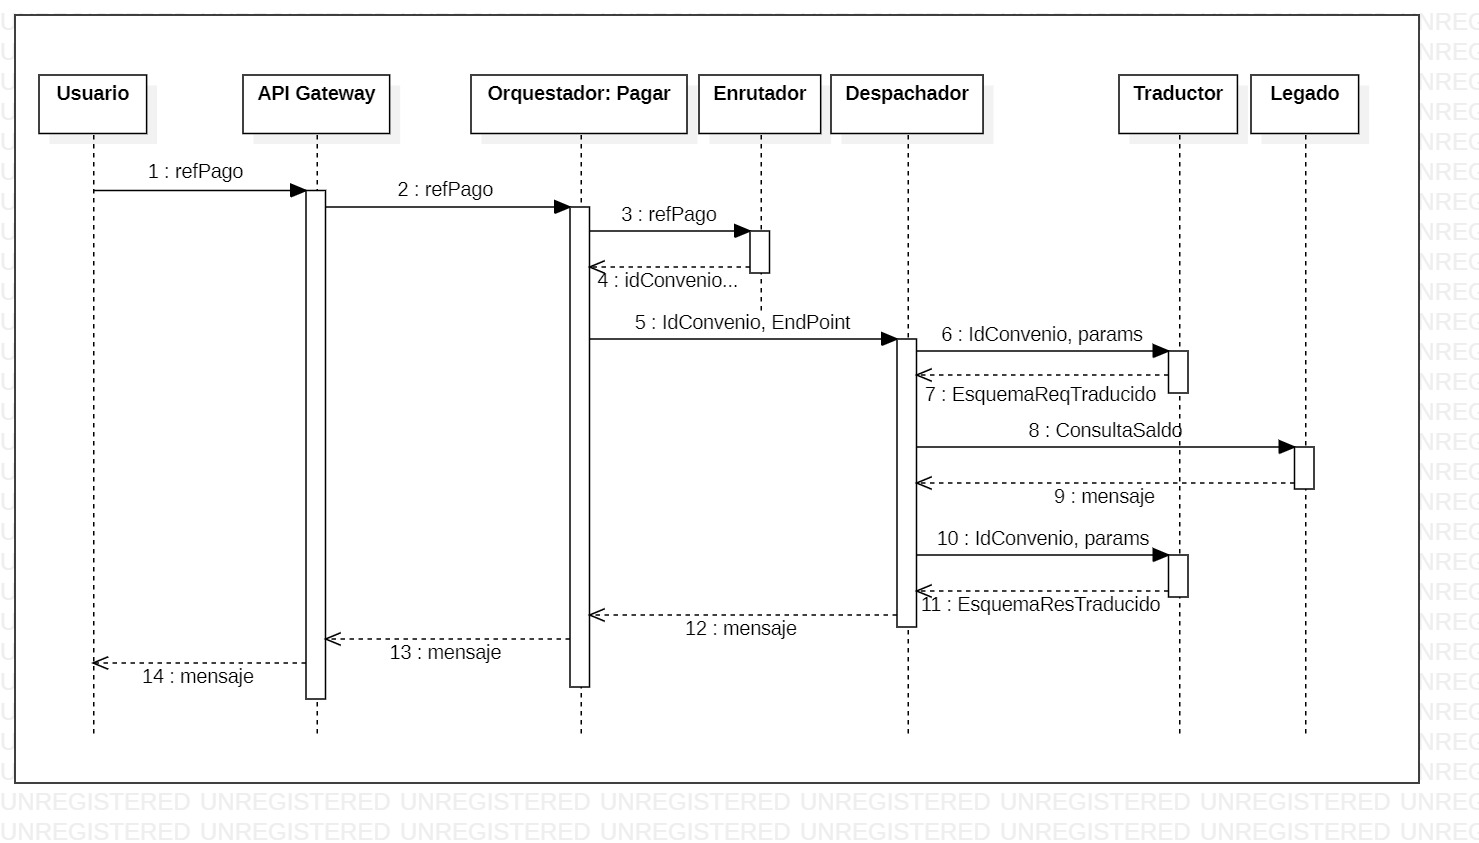 Usuario
API Gateway
Orquestador: Pagar
Enrutador
Despachador
Traductor
Legado
1 : refPago
2 : refPago
3 : refPago
4 : idConvenio...
5 : IdConvenio, EndPoint
6 : IdConvenio, params
7 : EsquemaReqTraducido
8 : ConsultaSaldo
9 : mensaje
10 : IdConvenio, params
11 : EsquemaResTraducido
12 : mensaje
13 : mensaje
14 : mensaje
UNREGISTERED UNREGISTERED UNREGISTERED UNREGISTERED UNREGISTERED UNREGISTERED UNREGISTERED
UNREGISTERED UNREGISTERED UNREGISTERED UNREGISTERED UNREGISTERED UNREGISTERED UNREGISTERED